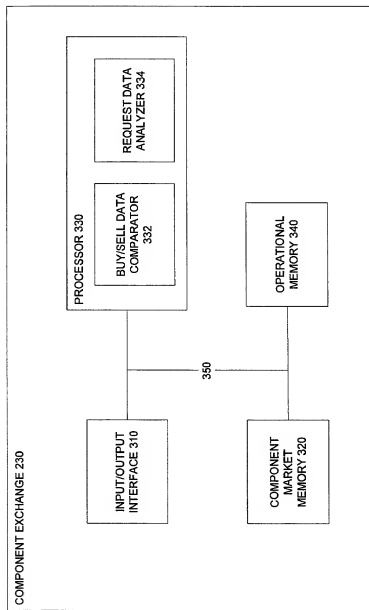 COMPONENT EXCHANGE 230
INPUT/OUTPUT
INTERFACE 310
PROCESSOR 330
BUY/SELL DATA
COMPARATOR
332
REQUEST DATA
ANALYZER 334
350
COMPONENT
MARKET
MEMORY 320
OPERATIONAL
MEMORY 340